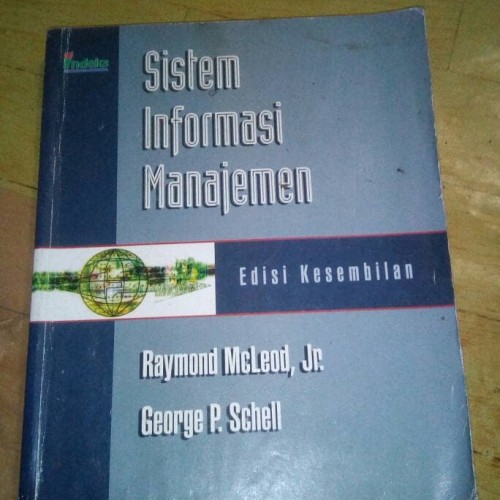 indeks
Sistem
Informasi
Manajemen
Edisi Kesembilan
Raymond McLeod, Jr.
George P. Schell